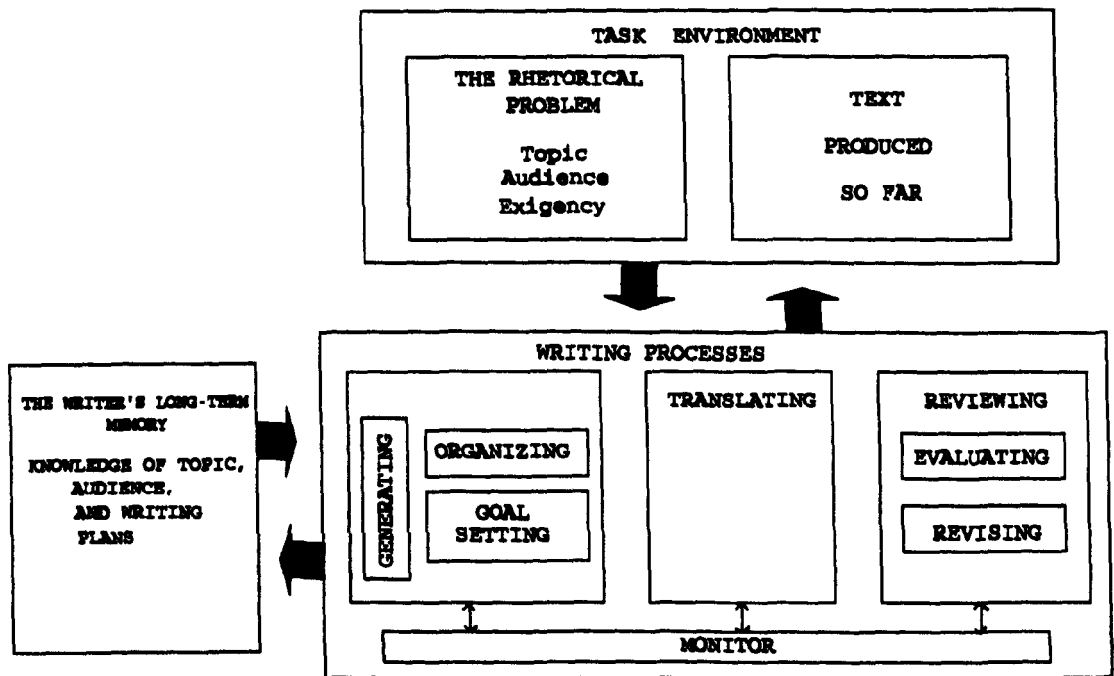 TASK ENVIRONMENT
THE RHETORICAL
PROBLEM
Topic
Audience
Exigency
TEXT
PRODUCED
SO FAR
WRITING PROCESSES
THE WRITER'S LONG-TERM
MEMORY
KNOWLEDGE OF TOPIC,
AUDIENCE,
AND WRITING
PLANS
GENERATING
ORGANIZING
GOAL
SETTING
TRANSLATING
REVIEWING
EVALUATING
REVISING
MONITOR